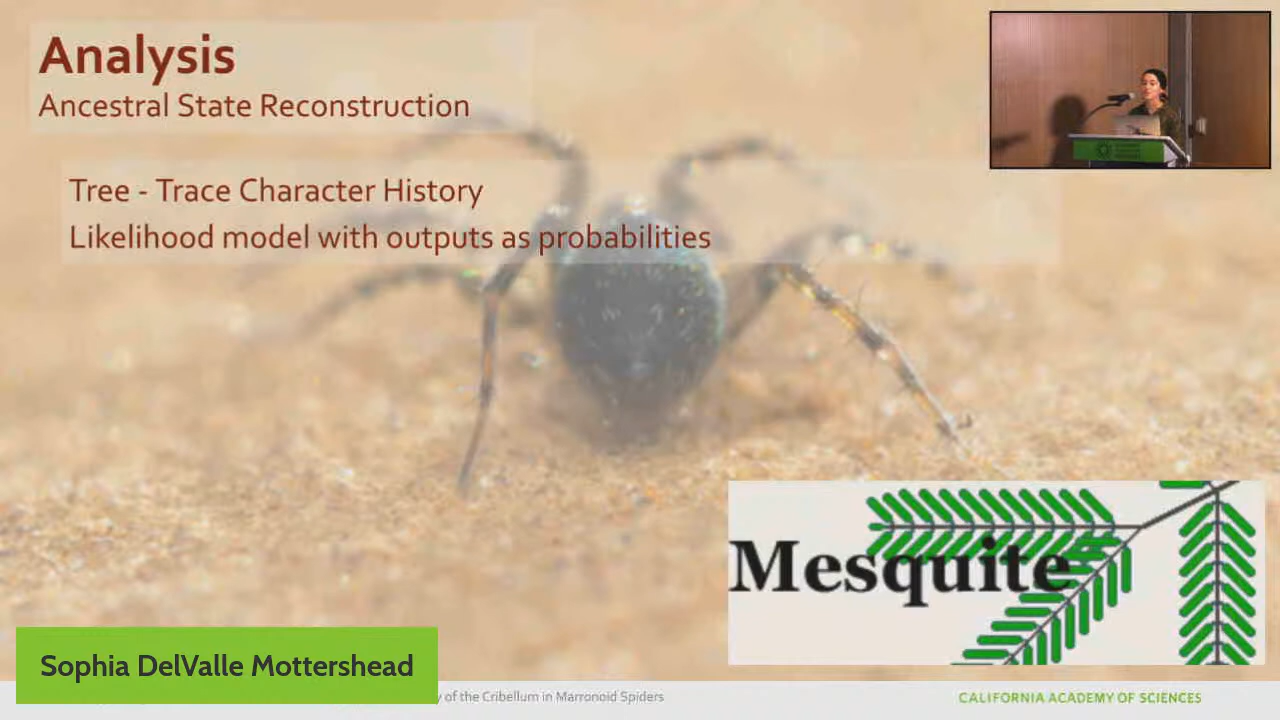 Analysis
Ancestral State Reconstruction
Tree - Trace Character History
Likelihood model with outputs as probabilities
Mesquite
Sophia DelValle Mottershead
y of the Cribellum in Marronoid Spiders
CALIFORNIA ACADEMY OF SCIENCES